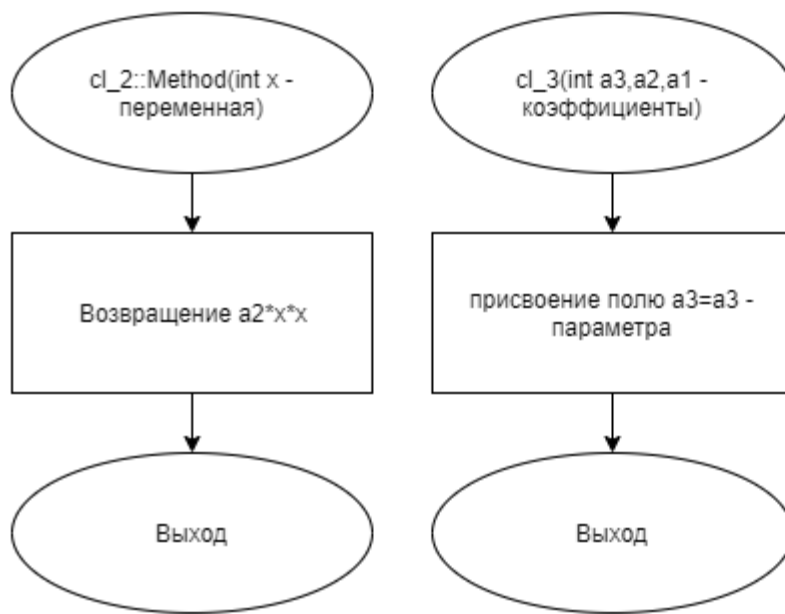 cl_2::Method(int x -
переменная)
Возвращение a2*x*x
Выход
cl_3(int a3,a2,a1 -
коэффициенты)
присвоение полю a3=a3 -
параметра
Выход